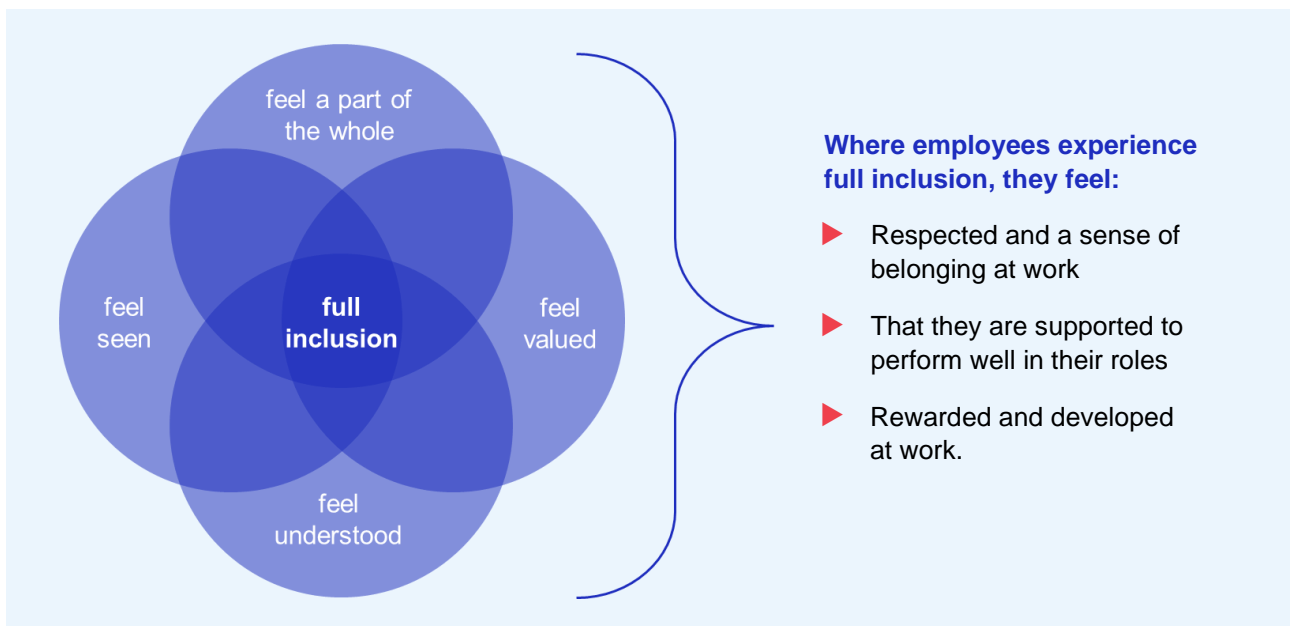 feel a part of
the whole
feel
seen
full
inclusion
feel
valued
feel
understood
Where employees experience
full inclusion, they feel:
Respected and a sense of
belonging at work
That they are supported to
perform well in their roles
Rewarded and developed
at work.